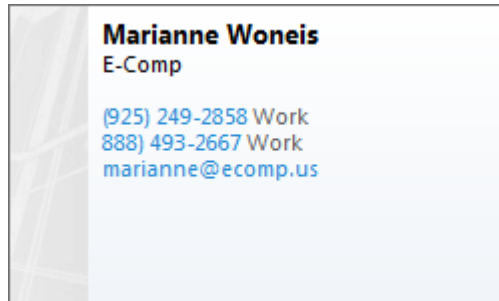 Marianne Woneis
E-Comp
(925) 249-2858 Work
888) 493-2667 Work
marianne@ecomp.us